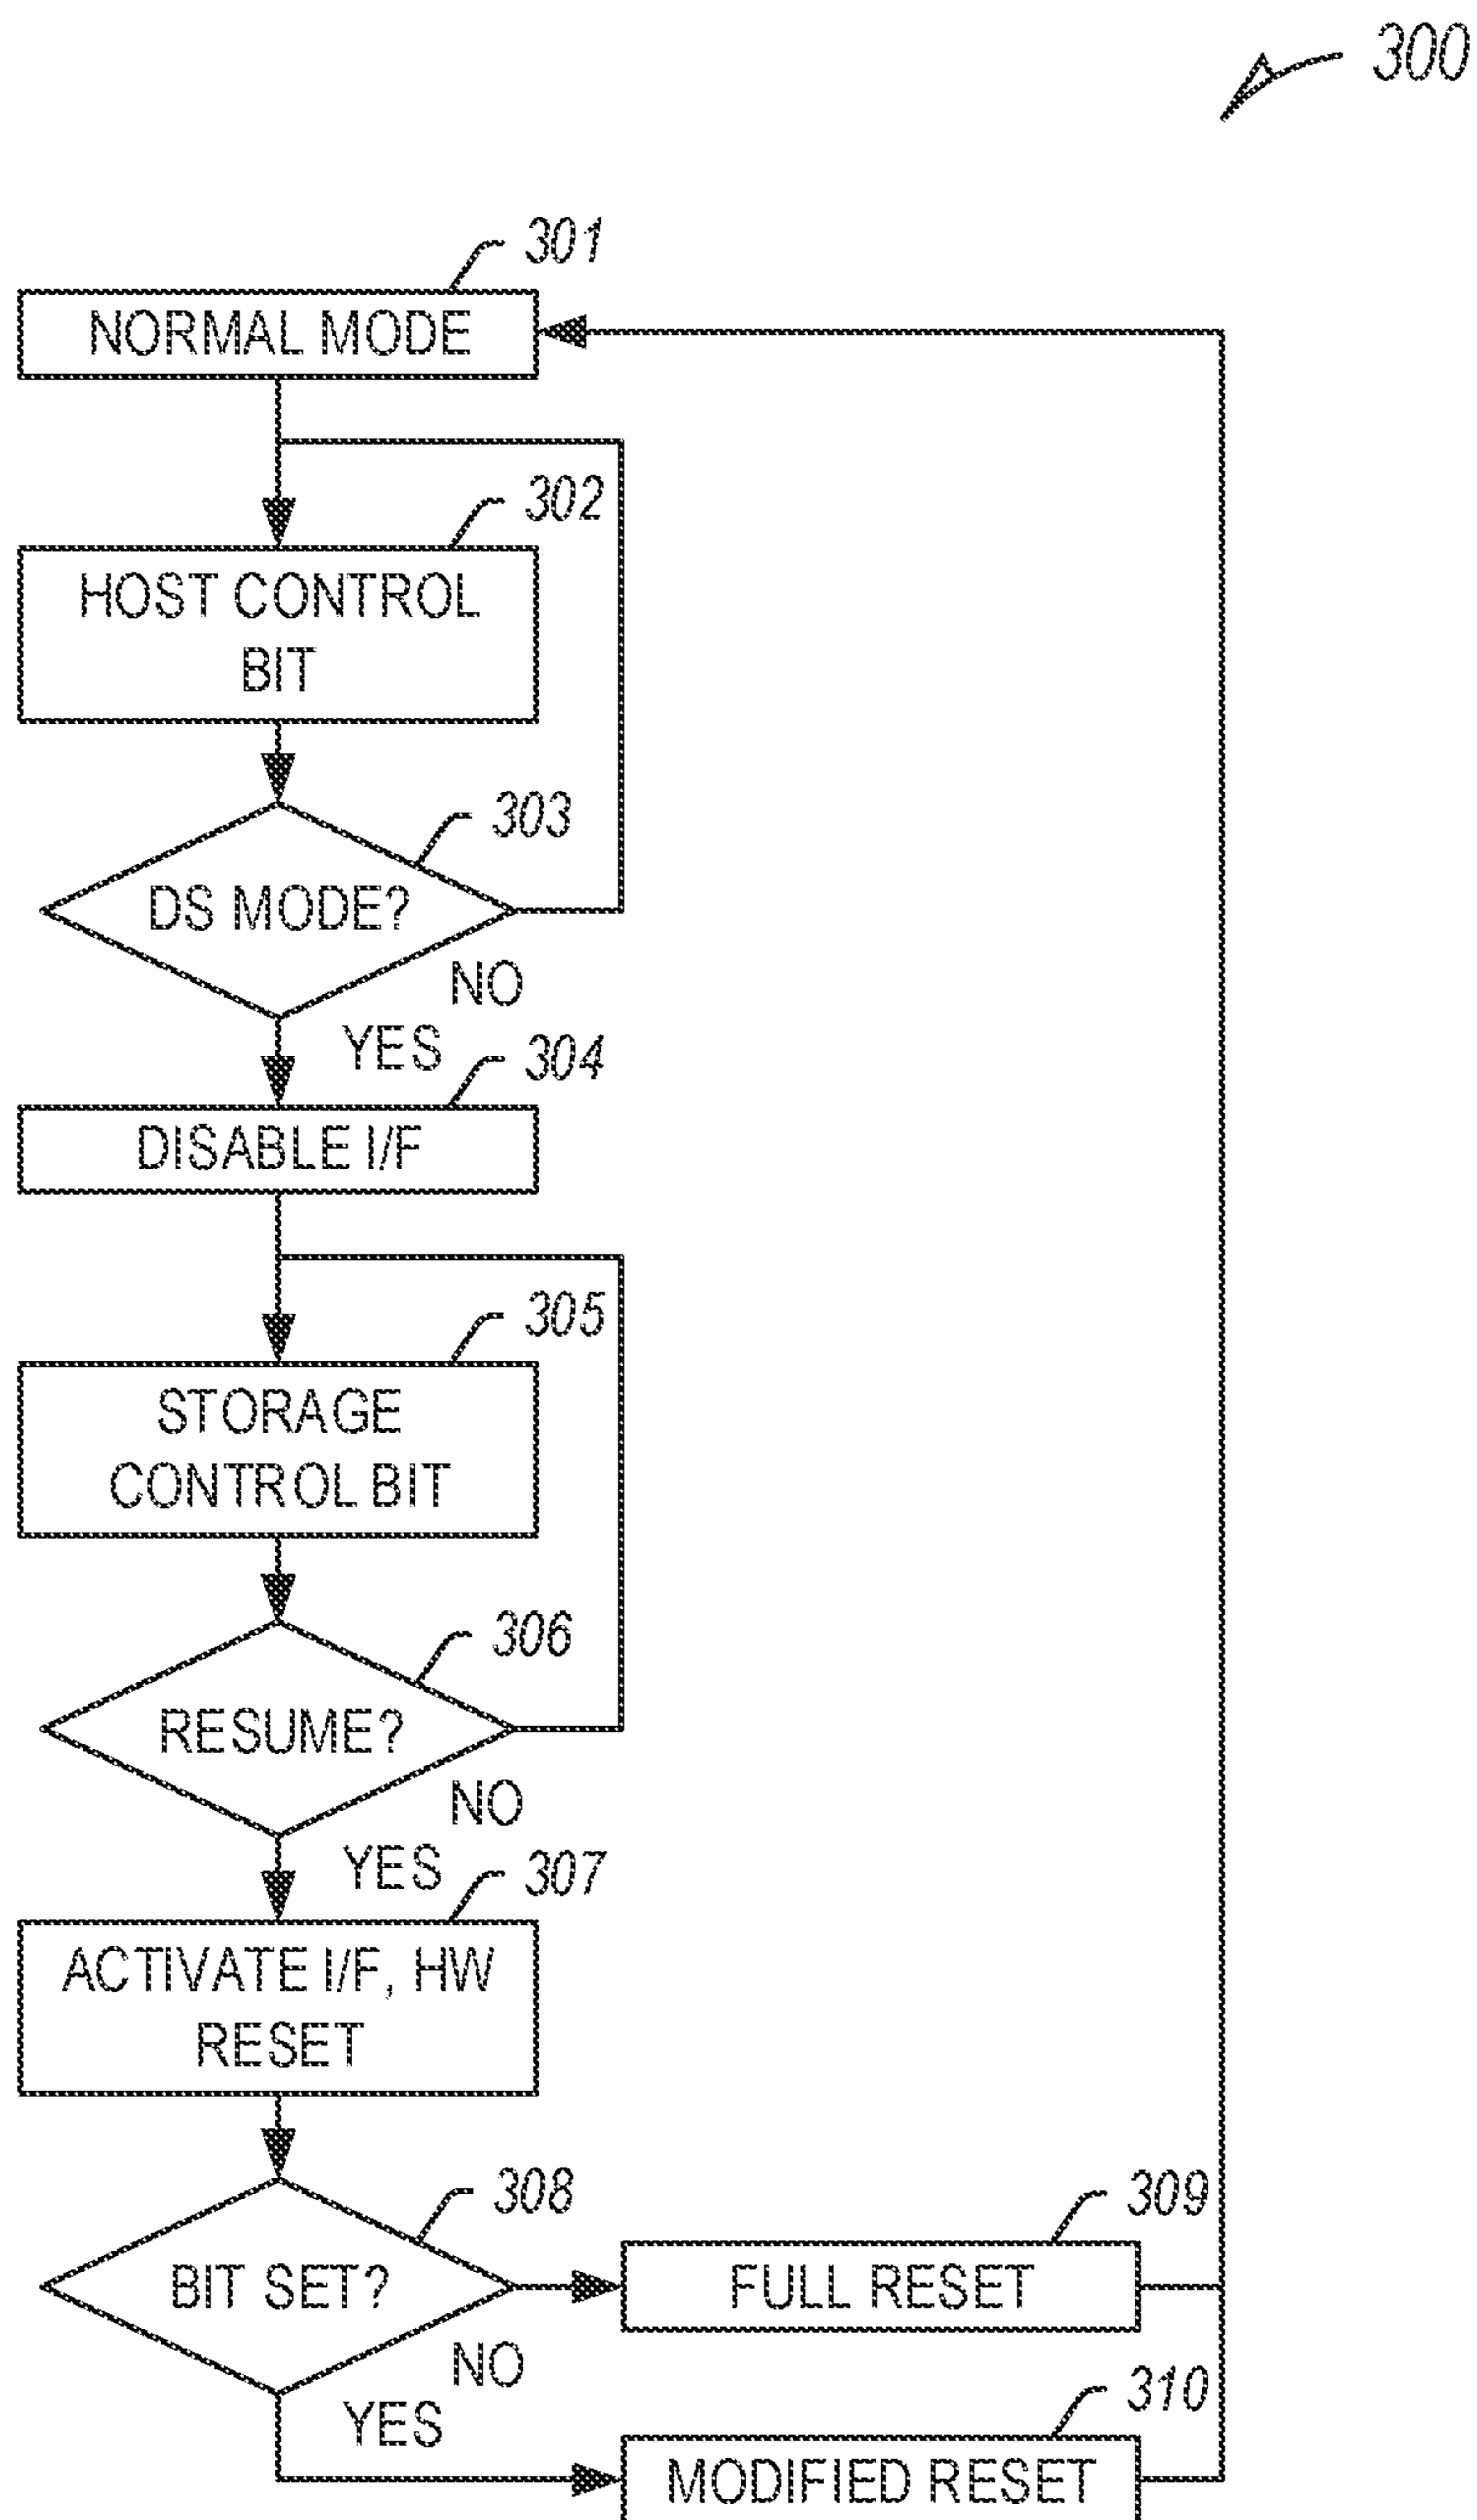 300
301
NORMAL MODE
302
HOST CONTROL
BIT
303
DS MODE?
NO
YES
304
DISABLE I/F
305
STORAGE
CONTROL BIT
306
RESUME?
NO
YES
307
ACTIVATE I/F, HW
RESET
308
BIT SET?
NO
YES
309
FULL RESET
310
MODIFIED RESET